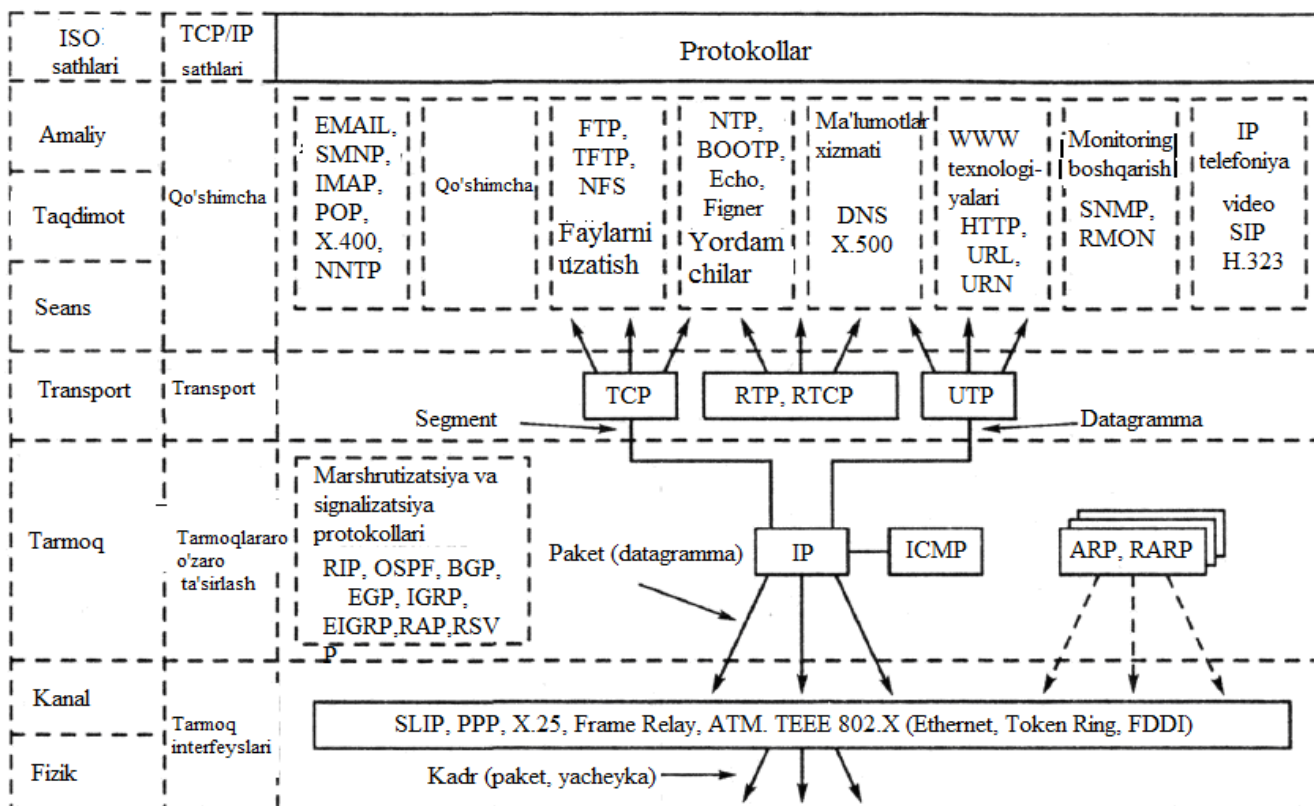 ISO
sathlari
TCP/IP
sathlari
Protokollar
Amaliy
Taqdimot
Seans
Qo'shimcha
EMAIL,
SMNP,
IMAP,
POP,
X.400,
NNTP
Qo'shimcha
FTP,
TFTP,
NFS
Faylarni
uzatish
NTP,
BOOTP,
Echo,
Figner
Yordam
chilar
Ma'lumotlar
xizmati
DNS
X.500
WWW
texnologi-
yalari
HTTP,
URL,
URN
Monitoring
boshqarish
SNMP,
RMON
IP
telefoniya
video
SIP
H.323
Transport
Transport
TCP
RTP, RTCP
UTP
Segment
Datagramma
Tarmoq
Tarmoqlararo
o'zaro
ta'sirlash
Marshrutizatsiya va
signalizatsiya
protokollari
RIP, OSPF, BGP,
EGP, IGRP,
EIGRP,RAP,RSV
P
Paket (datagramma)
IP
ICMP
ARP, RARP
Kanal
Fizik
Tarmoq
interfeyslari
SLIP, PPP, X.25, Frame Relay, ATM. TEEE 802.X (Ethernet, Token Ring, FDDI)
Kadr (paket, yacheyka)